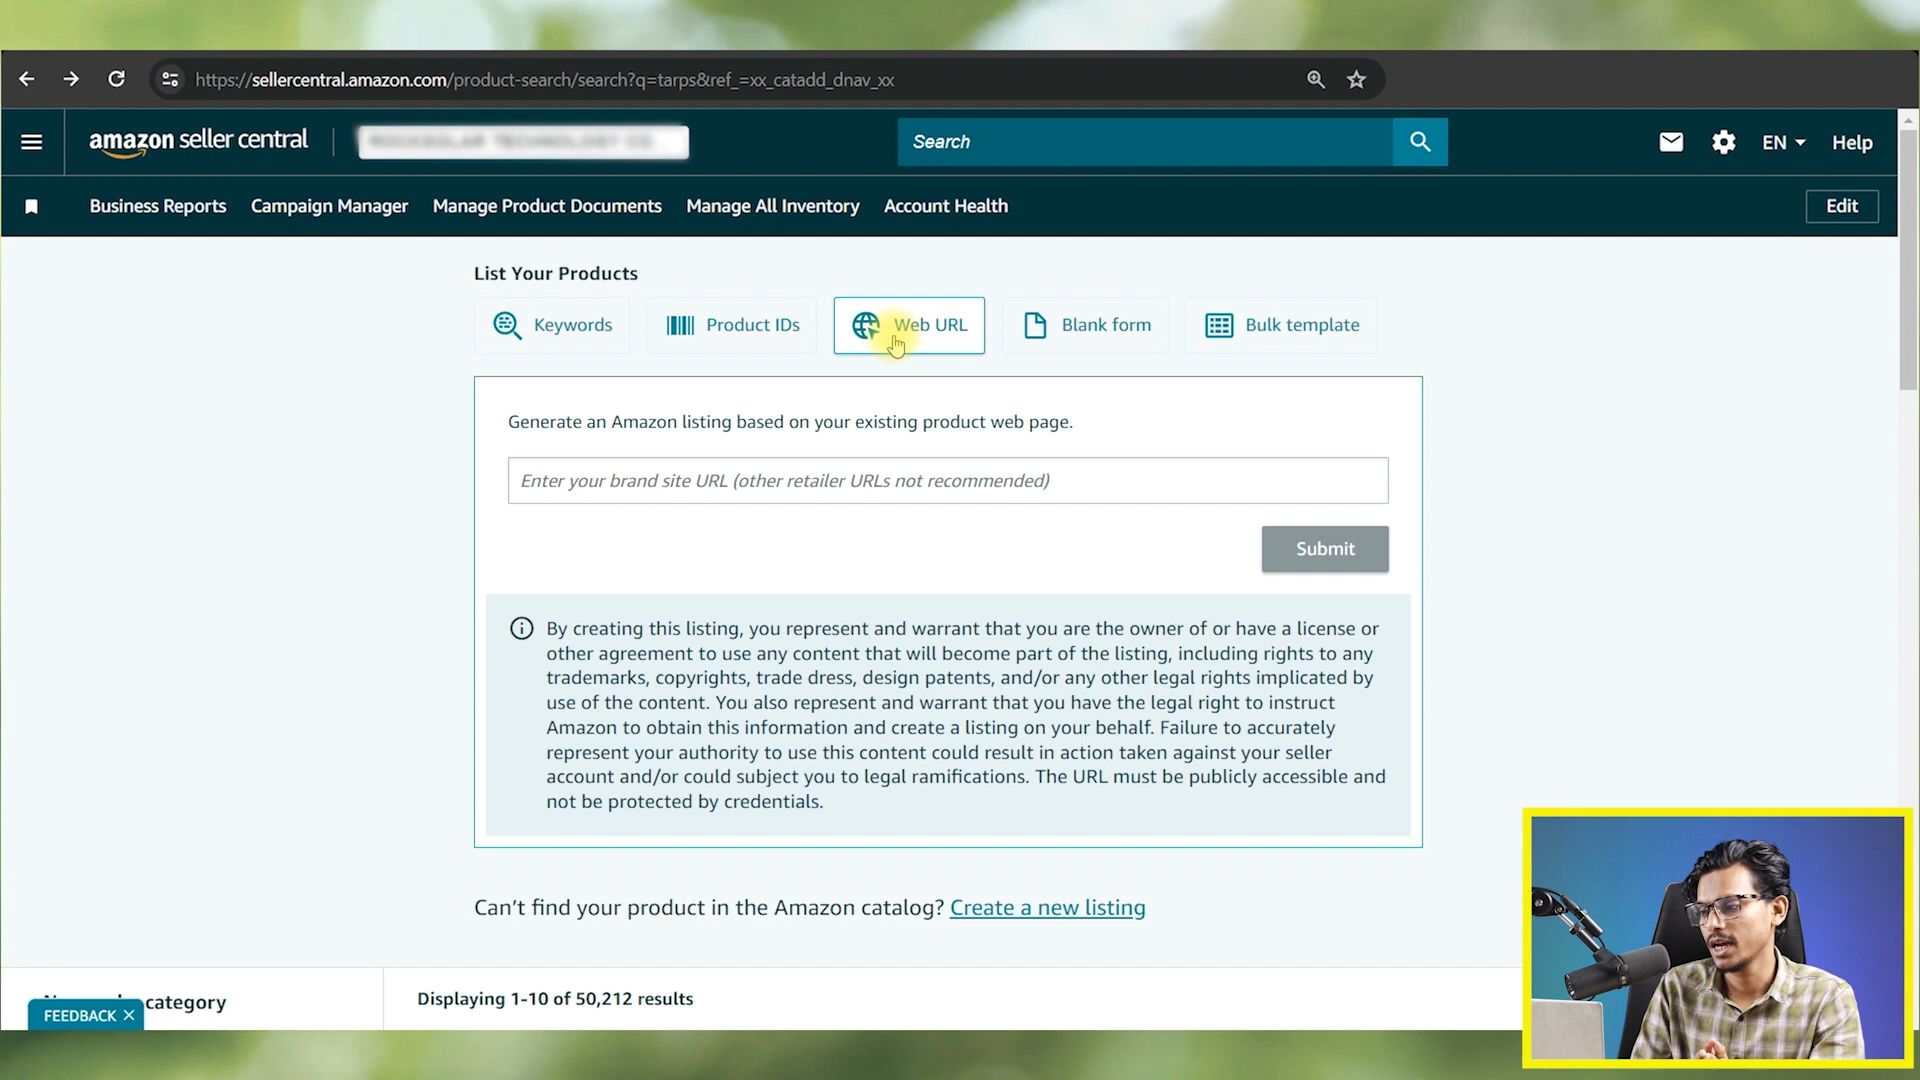 https://sellercentral.amazon.com/product-search/search?q=tarps&ref_=xx_catadd_dnav_xx
amazon seller central
Search
EN
Help
Business Reports
Campaign Manager
Manage Product Documents
Manage All Inventory
Account Health
Edit
List Your Products
Keywords
Product IDs
Web URL
Blank form
Bulk template
Generate an Amazon listing based on your existing product web page.
Enter your brand site URL (other retailer URLs not recommended)
Submit
By creating this listing, you represent and warrant that you are the owner of or have a license or
other agreement to use any content that will become part of the listing, including rights to any
trademarks, copyrights, trade dress, design patents, and/or any other legal rights implicated by
use of the content. You also represent and warrant that you have the legal right to instruct
Amazon to obtain this information and create a listing on your behalf. Failure to accurately
represent your authority to use this content could result in action taken against your seller
account and/or could subject you to legal ramifications. The URL must be publicly accessible and
not be protected by credentials.
Can't find your product in the Amazon catalog? Create a new listing
category
Displaying 1-10 of 50,212 results
FEEDBACK